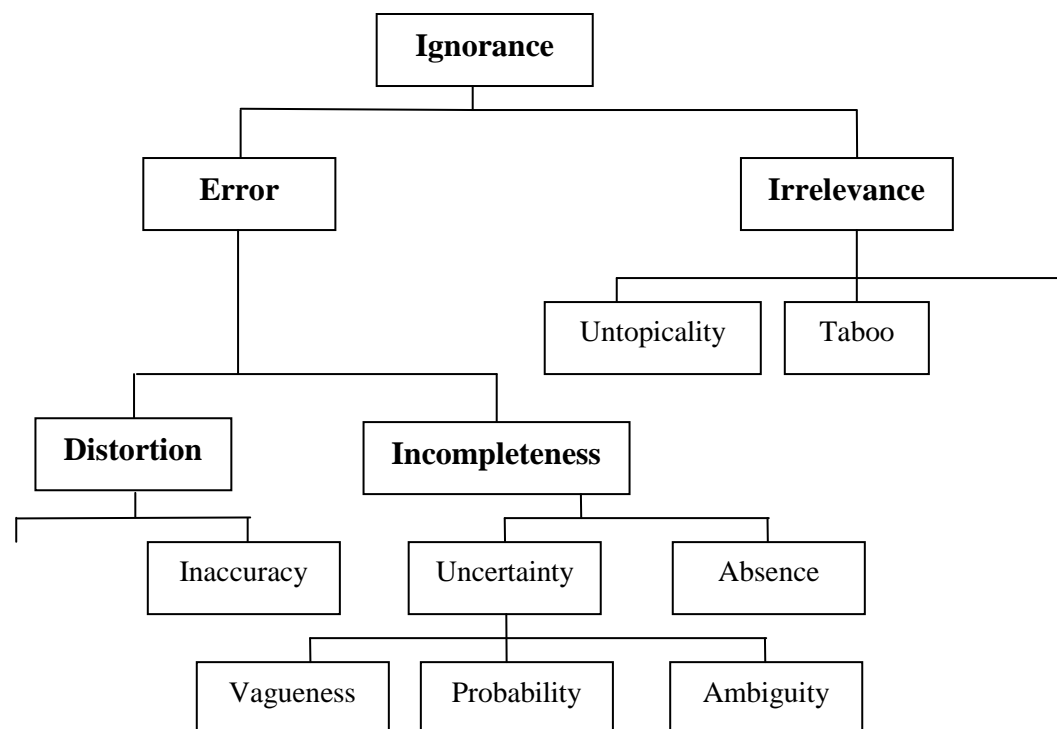 Ignorance
Error
Irrelevance
Untopicality
Taboo
Distortion
Incompleteness
Inaccuracy
Uncertainty
Absence
Vagueness
Probability
Ambiguity